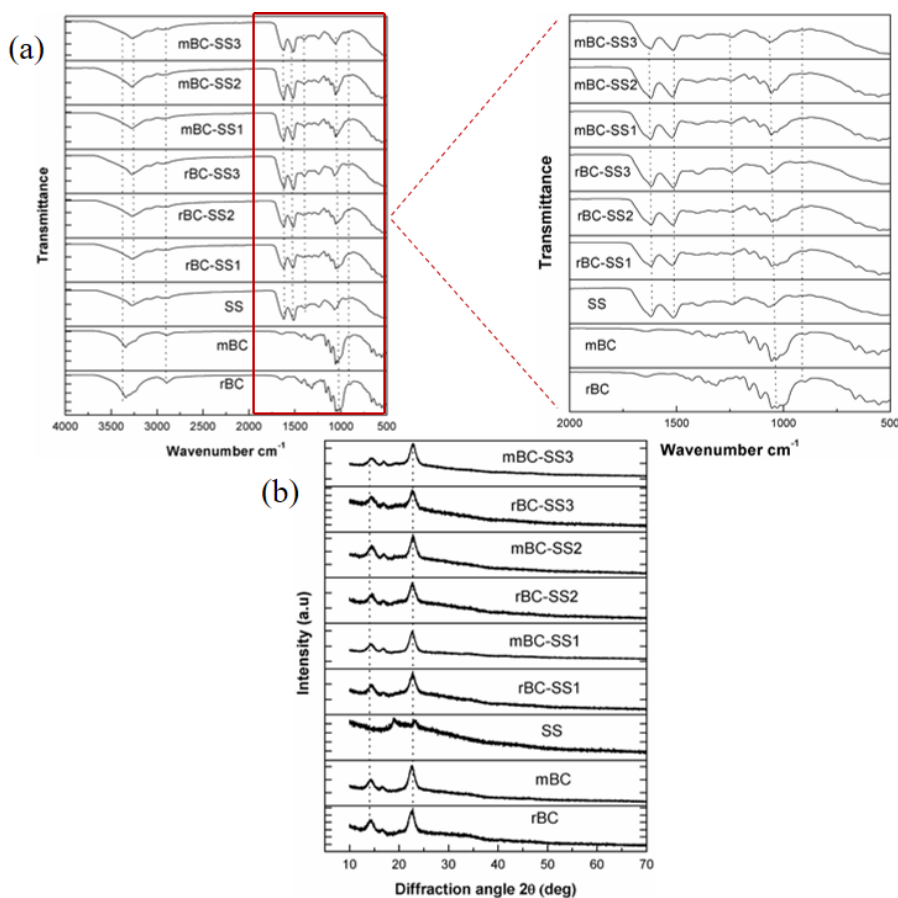 (a)
mBC-SS3
mBC-SS2
mBC-SS1
rBC-SS3
rBC-SS2
rBC-SS1
SS
mBC
rBC
Transmittance
4000 3500 3000 2500 2000 1500 1000 500
Wavenumber cm⁻¹
mBC-SS3
mBC-SS2
mBC-SS1
rBC-SS3
rBC-SS2
rBC-SS1
SS
mBC
rBC
Transmittance
2000 1500 1000 500
Wavenumber cm⁻¹
(b)
mBC-SS3
rBC-SS3
mBC-SS2
rBC-SS2
mBC-SS1
rBC-SS1
SS
mBC
rBC
Intensity (a.u)
10 20 30 40 50 60 70
Diffraction angle 2θ (deg)